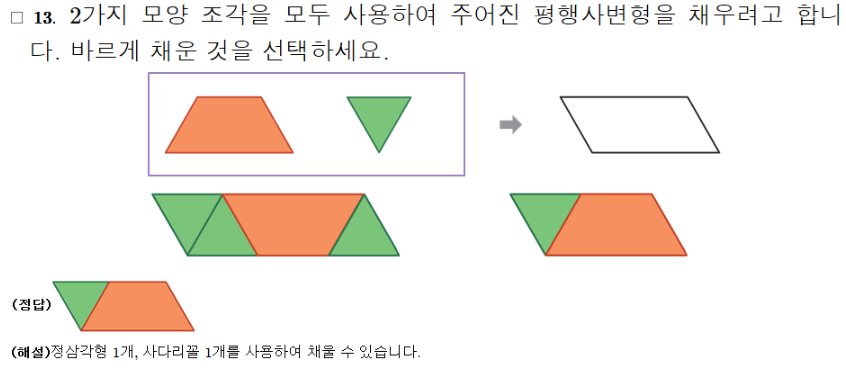 □ 13. 2가지 모양 조각을 모두 사용하여 주어진 평행사변형을 채우려고 합니
다. 바르게 채운 것을 선택하세요.
(정답)
(해설)정삼각형 1개, 사다리꼴 1개를 사용하여 채울 수 있습니다.